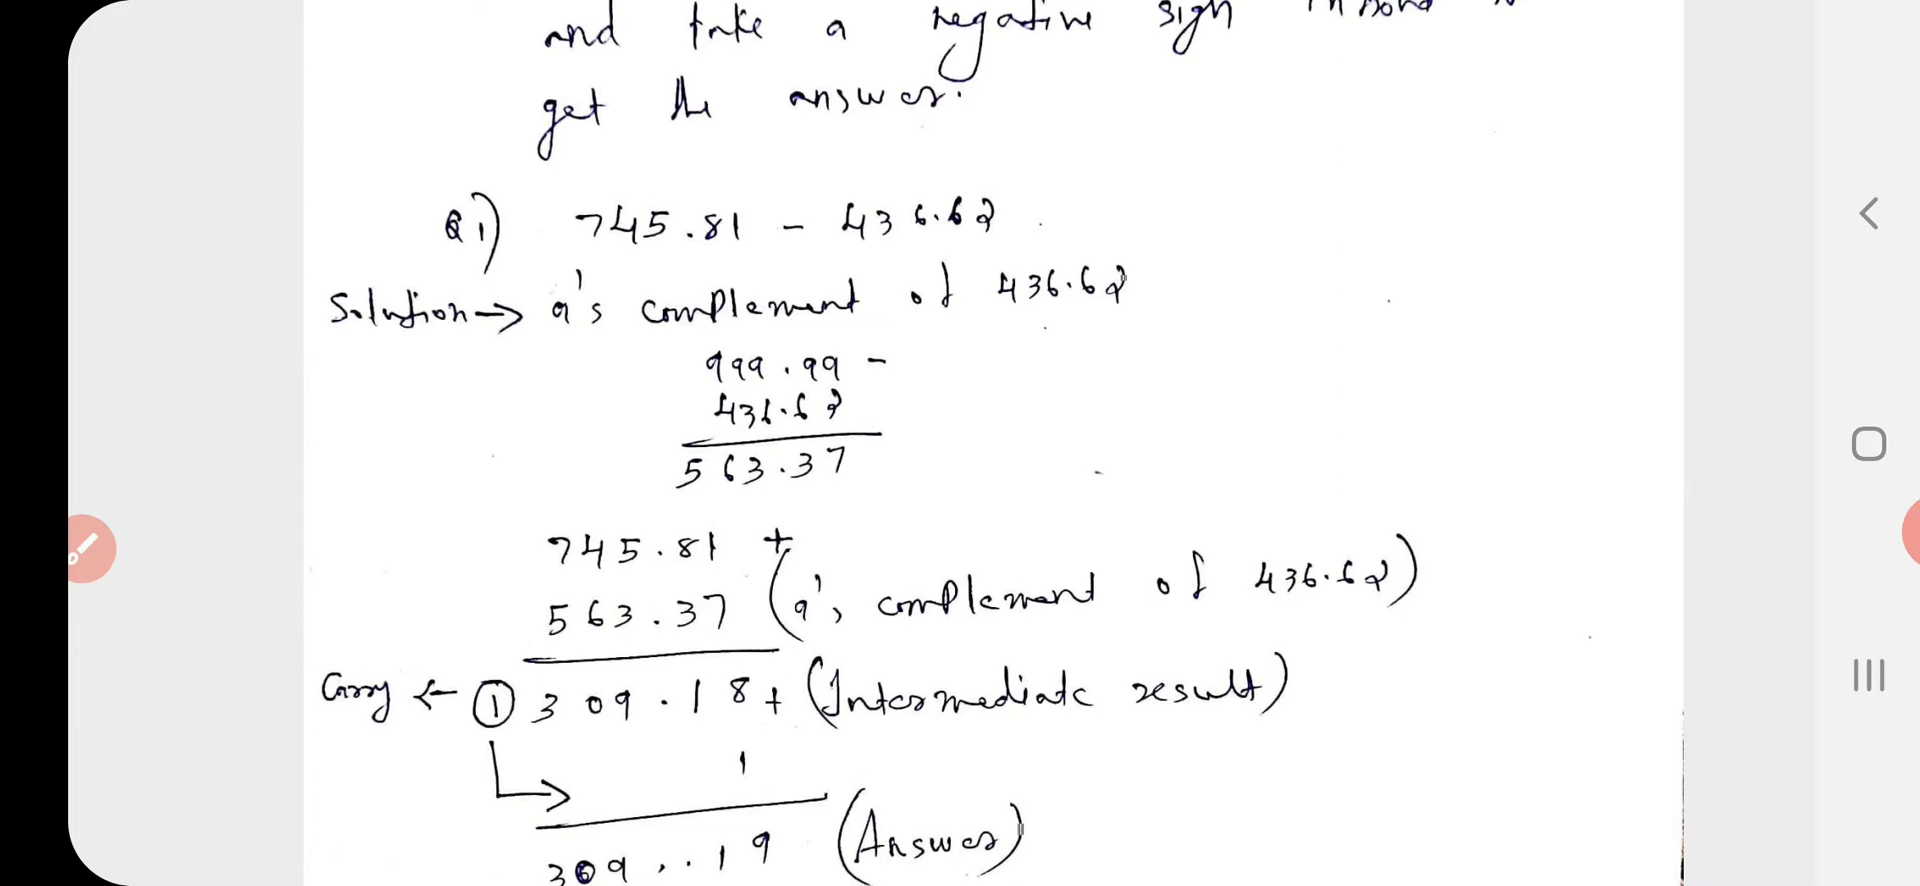 and take a negative sign
get the answer.
Q1) 745.81 - 436.62
Solution → 9's complement of 436.62
999.99 -
436.62
563.37
745.81 +
563.37 (9's complement of 436.62)
Carry ← 1 309.18 + (Intermediate result)
1
309..19 (Answer)